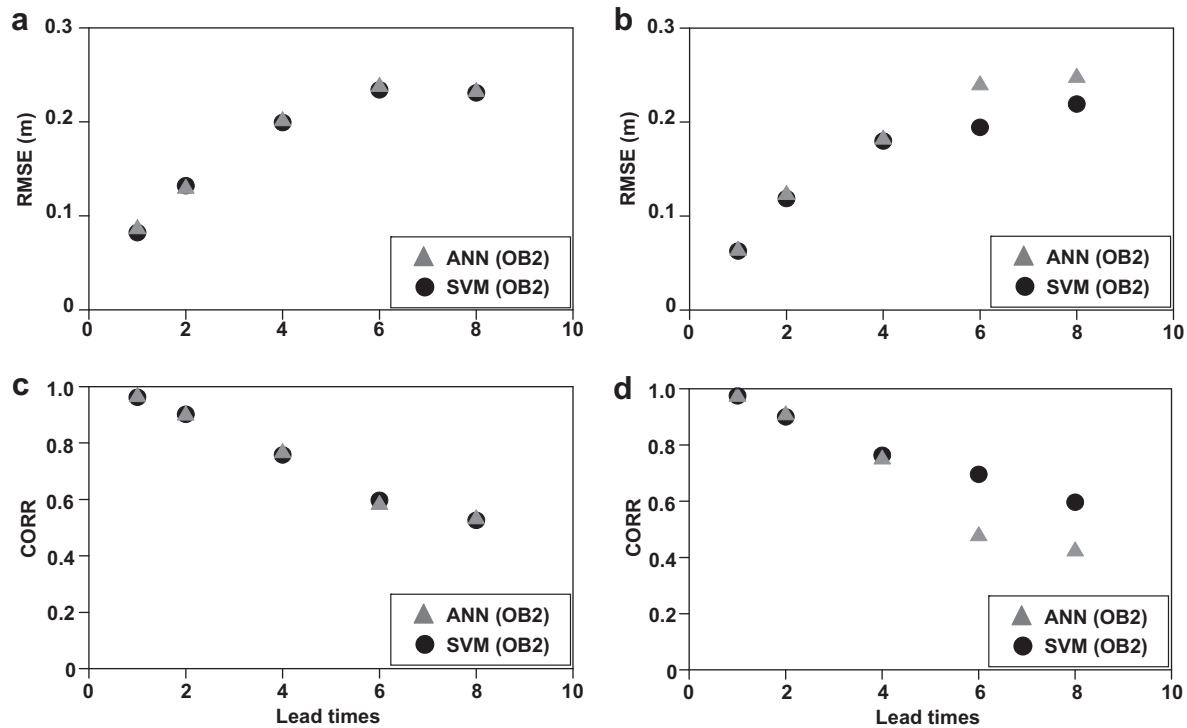 a
0.3
0.2
0.1
0
RMSE (m)
ANN (OB2)
SVM (OB2)
0 2 4 6 8 10
b
0.3
0.2
0.1
0
RMSE (m)
ANN (OB2)
SVM (OB2)
0 2 4 6 8 10
c
1.0
0.8
0.6
0.4
0.2
0
CORR
ANN (OB2)
SVM (OB2)
0 2 4 6 8 10
Lead times
d
1.0
0.8
0.6
0.4
0.2
0
CORR
ANN (OB2)
SVM (OB2)
0 2 4 6 8 10
Lead times